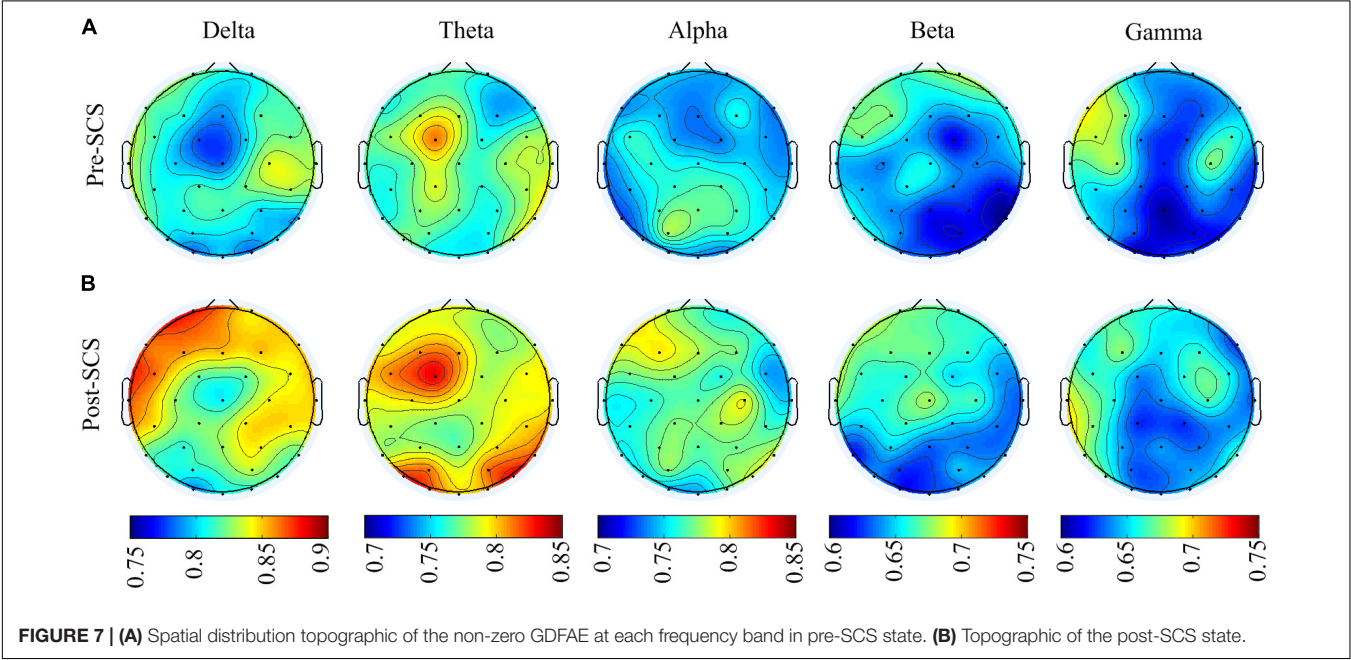 A
Delta Theta Alpha Beta Gamma
Pre-SCS
B
Post-SCS
0.75 0.8 0.85 0.9 0.7 0.75 0.8 0.85 0.7 0.75 0.8 0.85 0.6 0.65 0.7 0.75 0.6 0.65 0.7 0.75
FIGURE 7 | (A) Spatial distribution topographic of the non-zero GDFAE at each frequency band in pre-SCS state. (B) Topographic of the post-SCS state.